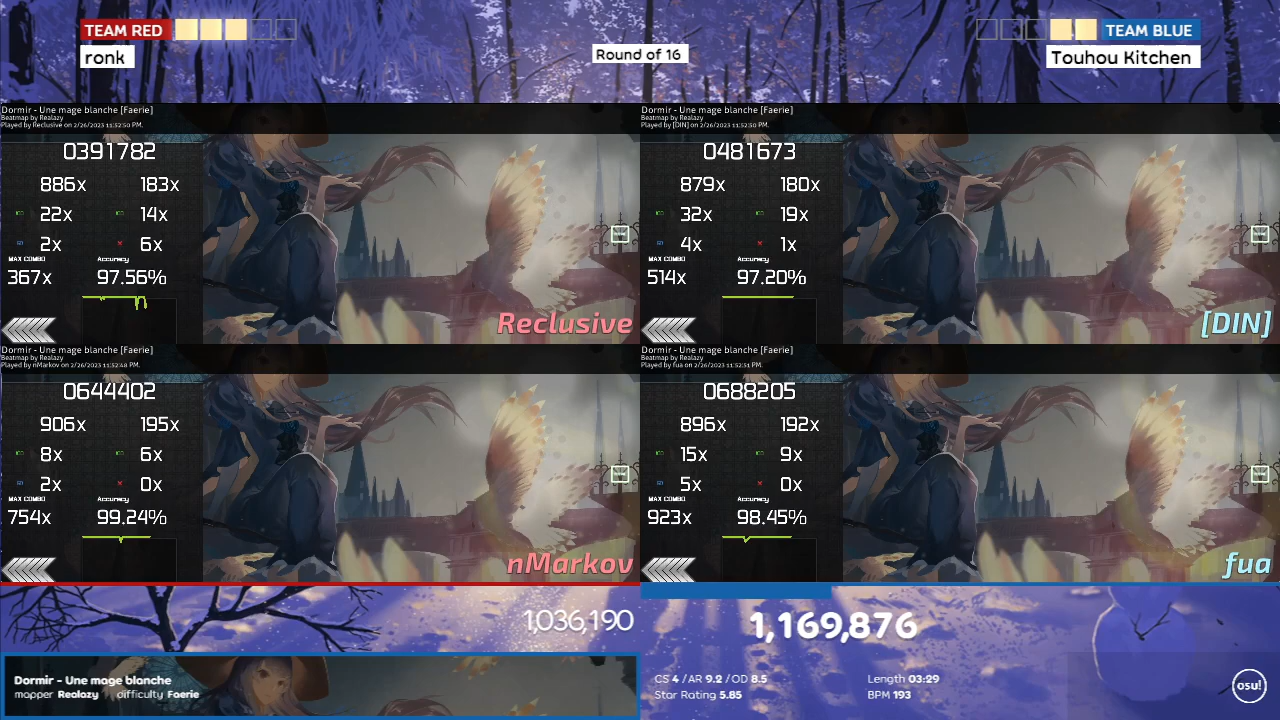 TEAM RED
ronk
Round of 16
TEAM BLUE
Touhou Kitchen
Dormir - Une mage blanche [Faerie]
Beatmap by Realazy
Played by Reclusive on 2/26/2023 11:52:50 PM.
0391782
886x 183x
22x 14x
2x 6x
MAX COMBO Accuracy
367x 97.56%
Reclusive
Dormir - Une mage blanche [Faerie]
Beatmap by Realazy
Played by [DIN] on 2/26/2023 11:52:50 PM.
0481673
879x 180x
32x 19x
4x 1x
MAX COMBO Accuracy
514x 97.20%
[DIN]
Dormir - Une mage blanche [Faerie]
Beatmap by Realazy
Played by nMarkov on 2/26/2023 11:52:48 PM.
0644402
906x 195x
8x 6x
2x 0x
MAX COMBO Accuracy
754x 99.24%
nMarkov
Dormir - Une mage blanche [Faerie]
Beatmap by Realazy
Played by fua on 2/26/2023 11:52:51 PM.
0688205
896x 192x
15x 9x
5x 0x
MAX COMBO Accuracy
923x 98.45%
fua
1,036,190
1,169,876
Dormir - Une mage blanche
mapper Realazy difficulty Faerie
CS 4 / AR 9.2 / OD 8.5
Star Rating 5.85
Length 03:29
BPM 193
osu!